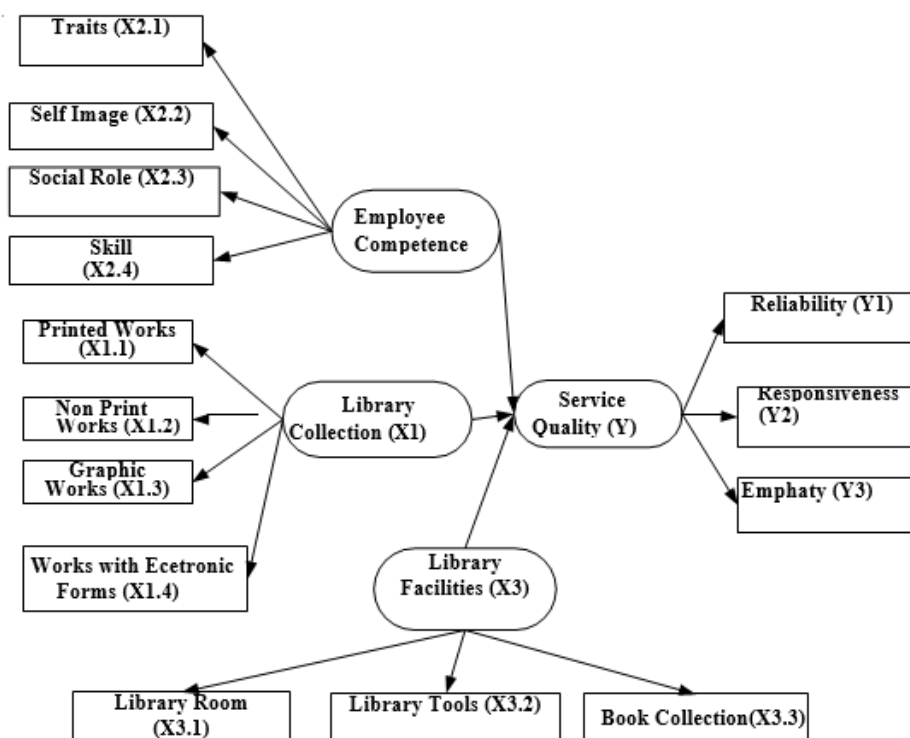 Traits (X2.1)
Self Image (X2.2)
Social Role (X2.3)
Skill
(X2.4)
Employee
Competence
Printed Works
(X1.1)
Non Print
Works (X1.2)
Graphic
Works (X1.3)
Works with Ecetronic
Forms (X1.4)
Library
Collection (X1)
Service
Quality (Y)
Reliability (Y1)
Responsiveness
(Y2)
Emphaty (Y3)
Library
Facilities (X3)
Library Room
(X3.1)
Library Tools (X3.2)
Book Collection(X3.3)